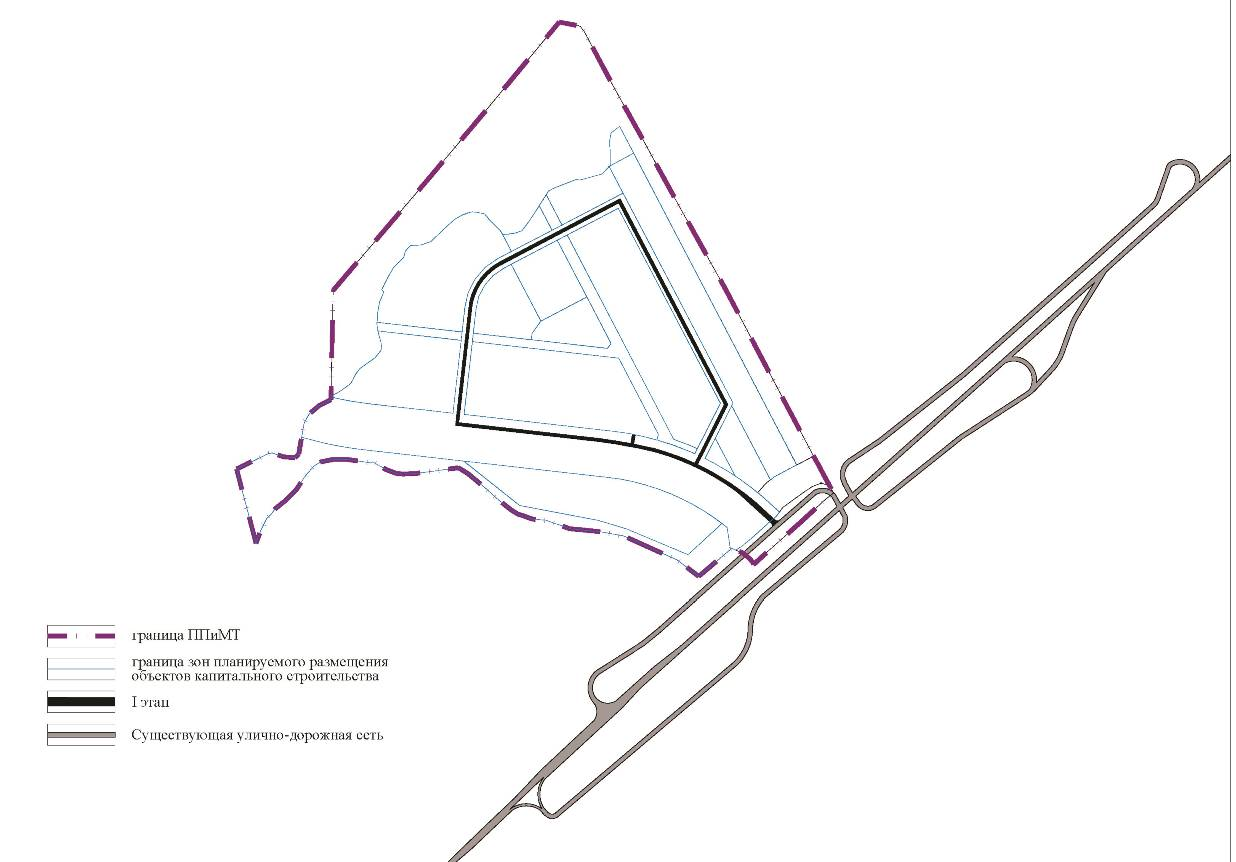 граница ППиМТ
граница зон планируемого размещения
объектов капитального строительства
I этап
Существующая улично-дорожная сеть